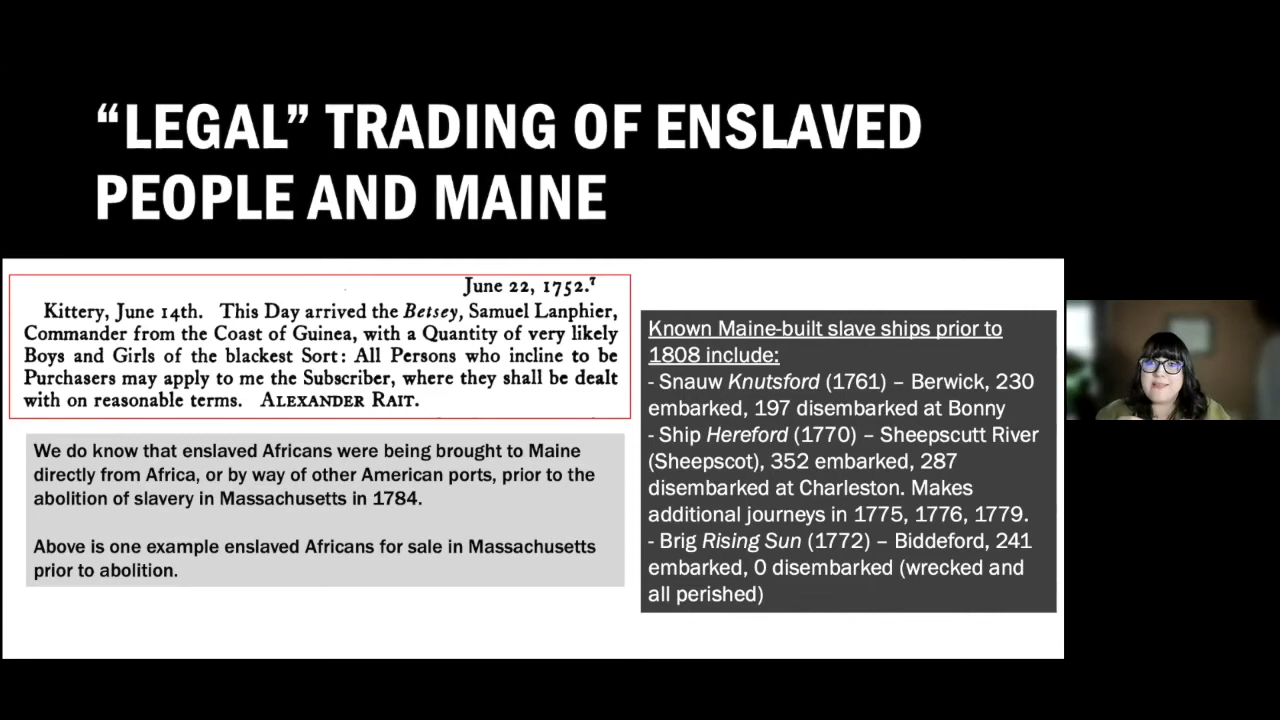 “LEGAL” TRADING OF ENSLAVED
PEOPLE AND MAINE
June 22, 1752.⁷
Kittery, June 14th. This Day arrived the Betsey, Samuel Lanphier,
Commander from the Coast of Guinea, with a Quantity of very likely
Boys and Girls of the blackest Sort: All Persons who incline to be
Purchasers may apply to me the Subscriber, where they shall be dealt
with on reasonable terms. ALEXANDER RAIT.
We do know that enslaved Africans were being brought to Maine
directly from Africa, or by way of other American ports, prior to the
abolition of slavery in Massachusetts in 1784.
Above is one example enslaved Africans for sale in Massachusetts
prior to abolition.
Known Maine-built slave ships prior to
1808 include:
- Snauw Knutsford (1761) – Berwick, 230
embarked, 197 disembarked at Bonny
- Ship Hereford (1770) – Sheepscutt River
(Sheepscot), 352 embarked, 287
disembarked at Charleston. Makes
additional journeys in 1775, 1776, 1779.
- Brig Rising Sun (1772) – Biddeford, 241
embarked, 0 disembarked (wrecked and
all perished)